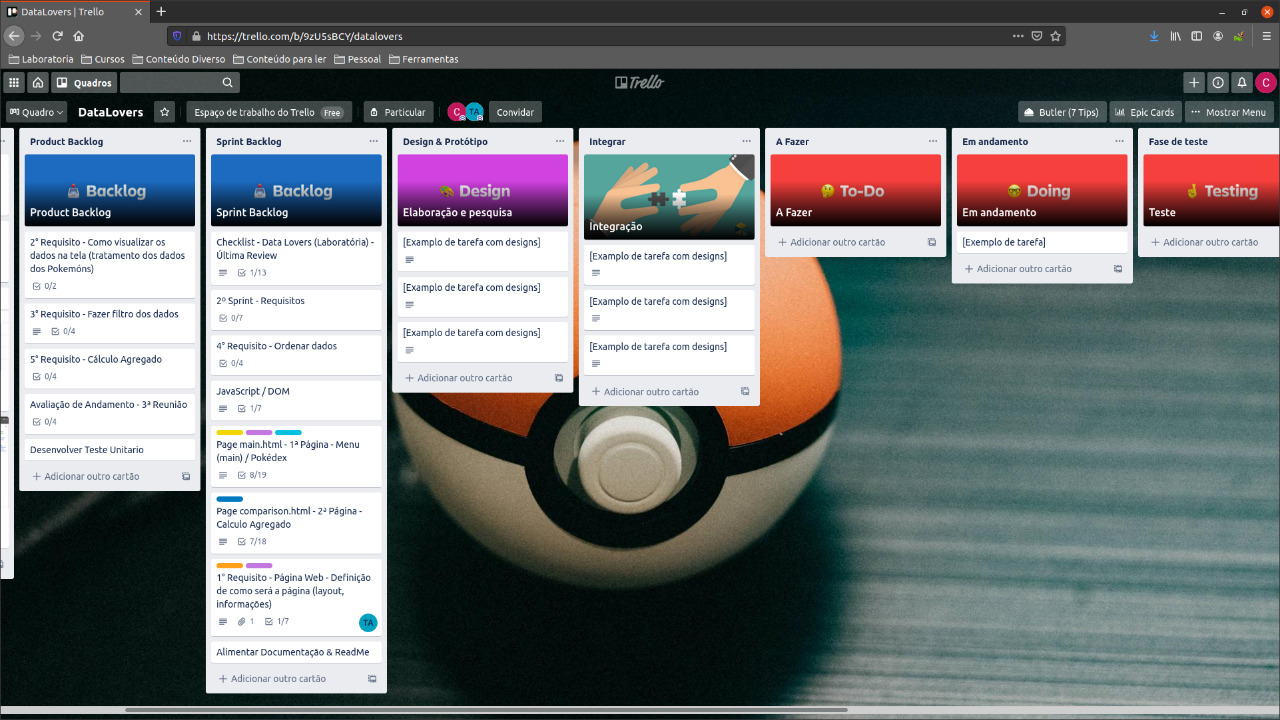 DataLovers | Trello
https://trello.com/b/9zU5sBCY/datalovers
Laboratoria Cursos Conteúdo Diverso Conteúdo para ler Pessoal Ferramentas
Quadros
Trello
C
Quadro DataLovers Espaço de trabalho do Trello Free Particular C TA Convidar Butler (7 Tips) Epic Cards Mostrar Menu
Product Backlog
Backlog
Product Backlog
2° Requisito - Como visualizar os
dados na tela (tratamento dos dados
dos Pokemóns)
0/2
3° Requisito - Fazer filtro dos dados
0/4
5° Requisito - Cálculo Agregado
0/4
Avaliação de Andamento - 3ª Reunião
0/4
Desenvolver Teste Unitario
Adicionar outro cartão
Sprint Backlog
Backlog
Sprint Backlog
Checklist - Data Lovers (Laboratória) -
Última Review
1/13
2º Sprint - Requisitos
0/7
4° Requisito - Ordenar dados
0/4
JavaScript / DOM
1/7
Page main.html - 1ª Página - Menu
(main) / Pokédex
8/19
Page comparison.html - 2ª Página -
Calculo Agregado
7/18
1° Requisito - Página Web - Definição
de como será a página (layout,
informações)
1 1/7
TA
Alimentar Documentação & ReadMe
Adicionar outro cartão
Design & Protótipo
Design
Elaboração e pesquisa
[Examplo de tarefa com designs]
[Examplo de tarefa com designs]
[Examplo de tarefa com designs]
Adicionar outro cartão
Integrar
Integração
[Examplo de tarefa com designs]
[Examplo de tarefa com designs]
[Examplo de tarefa com designs]
Adicionar outro cartão
A Fazer
To-Do
A Fazer
Adicionar outro cartão
Em andamento
Doing
Em andamento
[Exemplo de tarefa]
Adicionar outro cartão
Fase de teste
Testing
Teste
Adicionar outro cartão